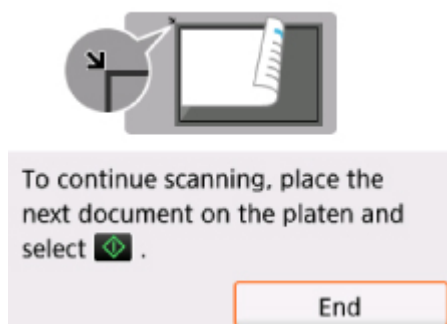 To continue scanning, place the
next document on the platen and
select .
End